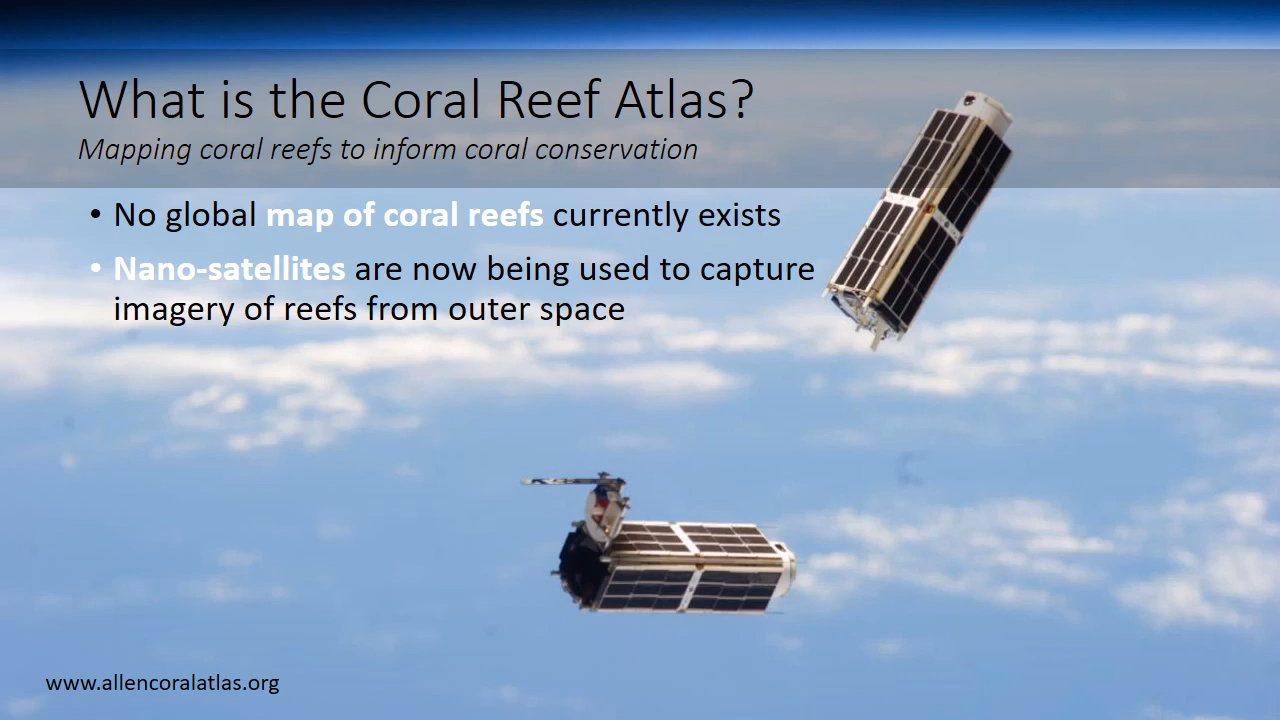 What is the Coral Reef Atlas?
Mapping coral reefs to inform coral conservation
• No global map of coral reefs currently exists
• Nano-satellites are now being used to capture
imagery of reefs from outer space
www.allencoralatlas.org